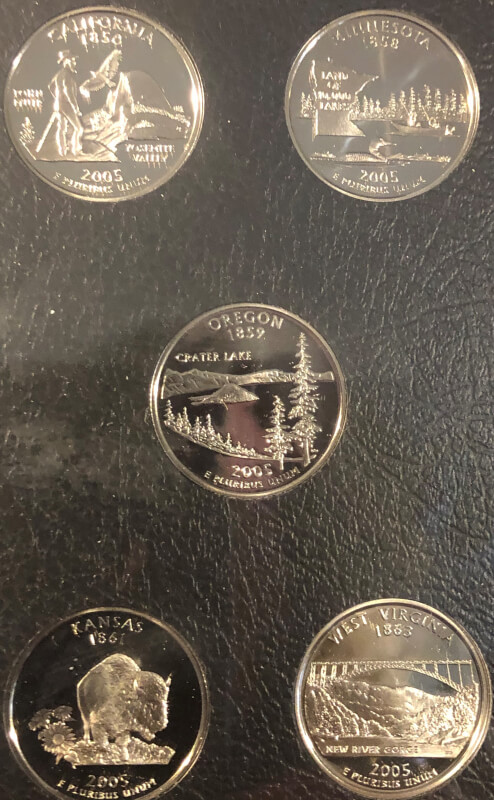 CALIFORNIA
1850
JOHN
MUIR
YOSEMITE
VALLEY
2005
E PLURIBUS UNUM
MINNESOTA
1858
LAND
OF
10,000
LAKES
2005
E PLURIBUS UNUM
OREGON
1859
CRATER LAKE
2005
E PLURIBUS UNUM
KANSAS
1861
2005
E PLURIBUS UNUM
WEST VIRGINIA
1863
NEW RIVER GORGE
2005
E PLURIBUS UNUM